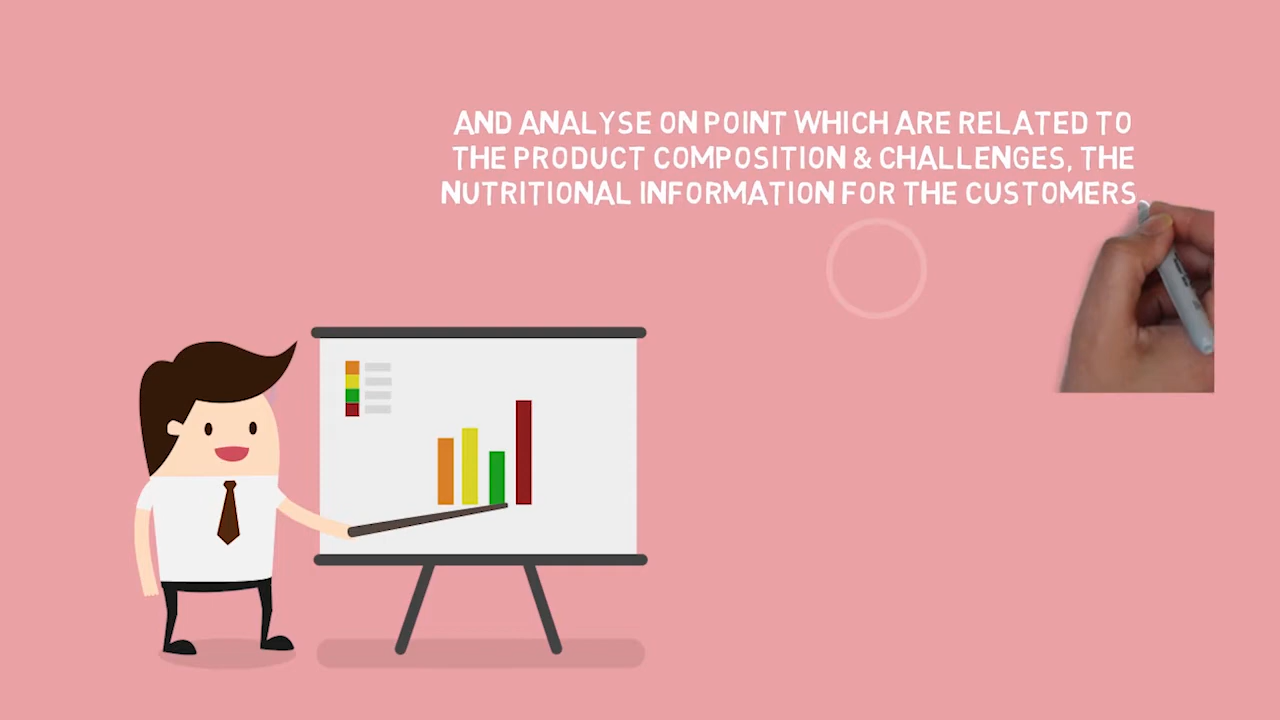 AND ANALYSE ON POINT WHICH ARE RELATED TO
THE PRODUCT COMPOSITION & CHALLENGES, THE
NUTRITIONAL INFORMATION FOR THE CUSTOMERS